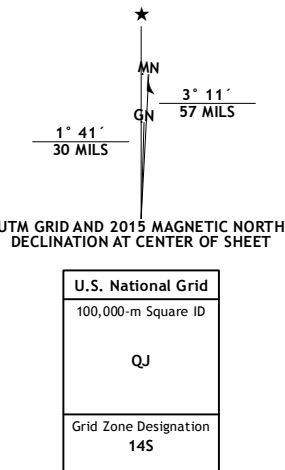 ★
MN
GN
3° 11´
57 MILS
1° 41´
30 MILS
UTM GRID AND 2015 MAGNETIC NORTH
DECLINATION AT CENTER OF SHEET
U.S. National Grid
100,000-m Square ID
QJ
Grid Zone Designation
14S